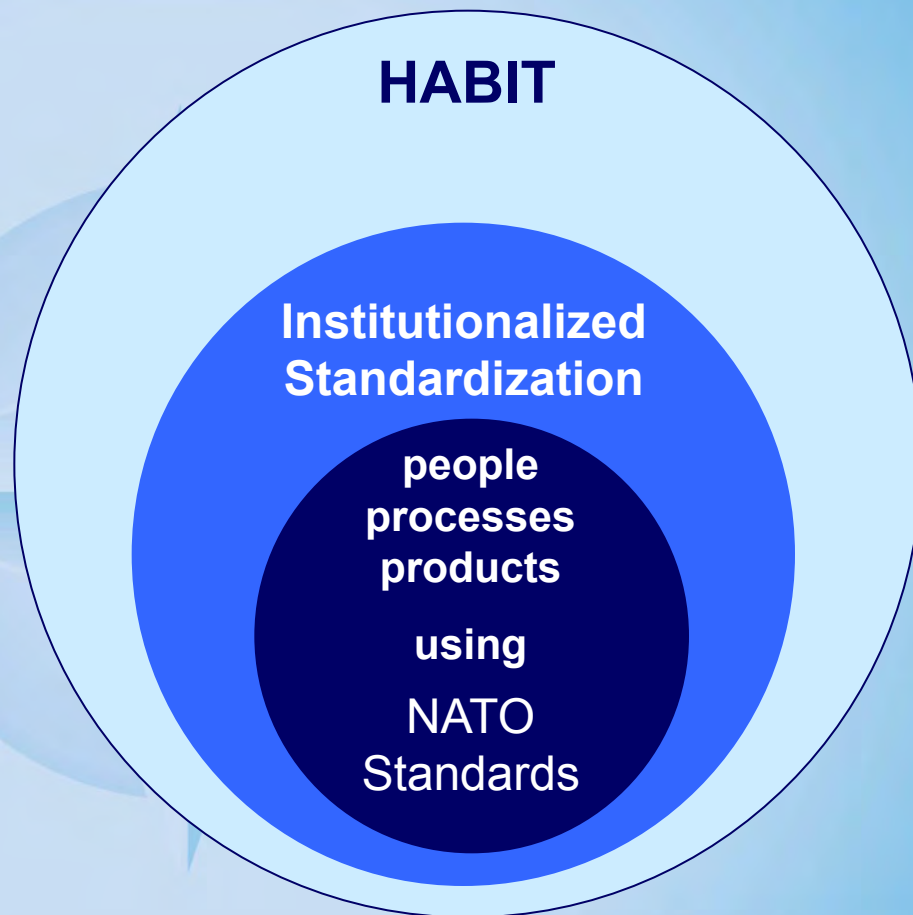 HABIT
Institutionalized
Standardization
people
processes
products
using
NATO
Standards